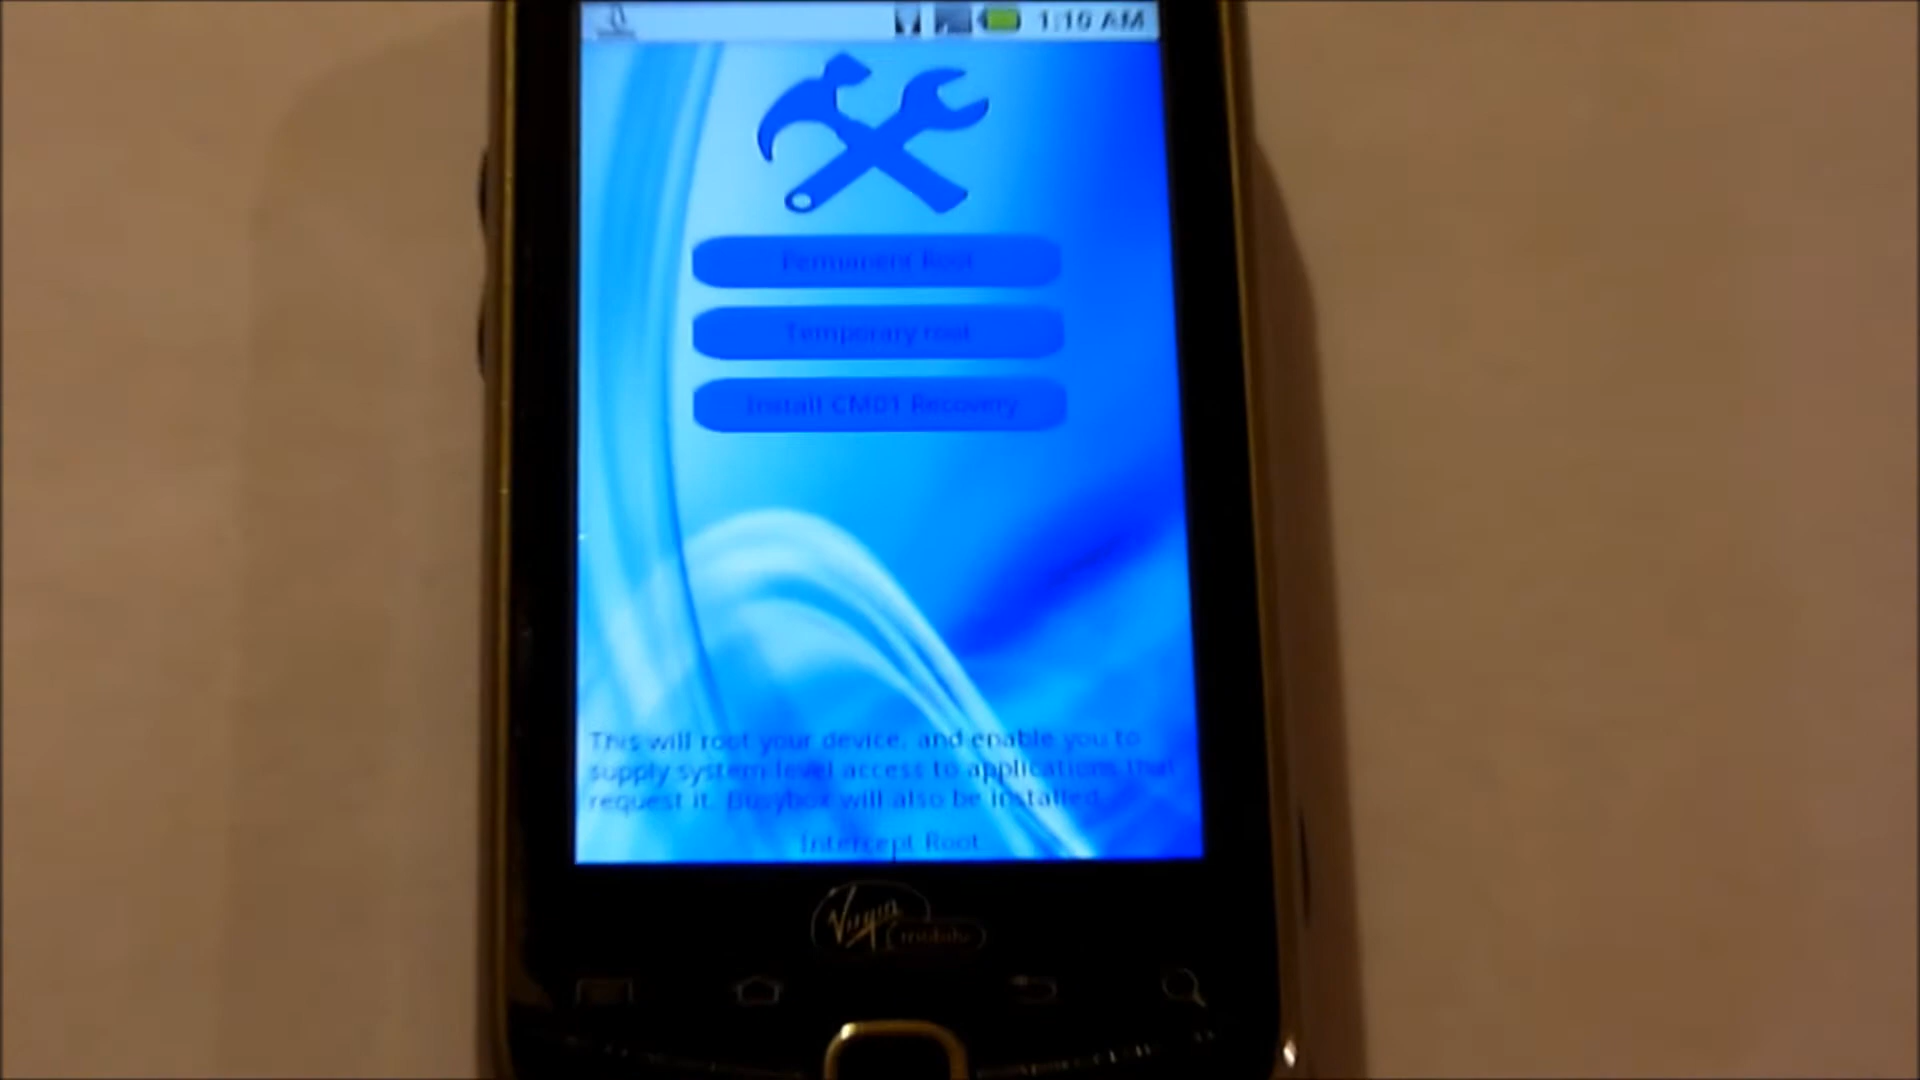 1:10 AM
Permanent Root
Temporary root
Install CM01 Recovery
This will root your device, and enable you to
supply system level access to applications that
request it. Busybox will also be installed.
Intercept Root
Virgin
mobile